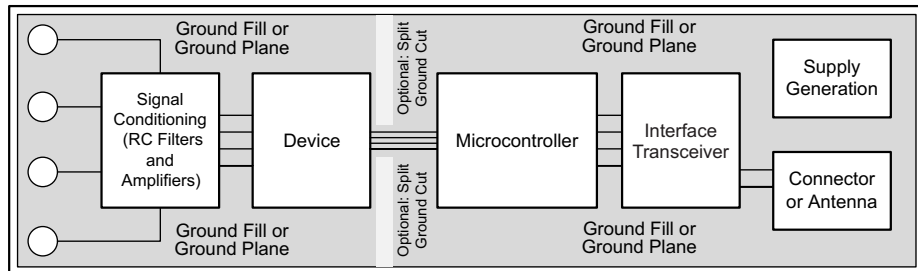 Ground Fill or
Ground Plane
Optional: Split
Ground Cut
Ground Fill or
Ground Plane
Supply
Generation
Signal
Conditioning
(RC Filters
and
Amplifiers)
Device
Microcontroller
Interface
Transceiver
Connector
or Antenna
Ground Fill or
Ground Plane
Optional: Split
Ground Cut
Ground Fill or
Ground Plane